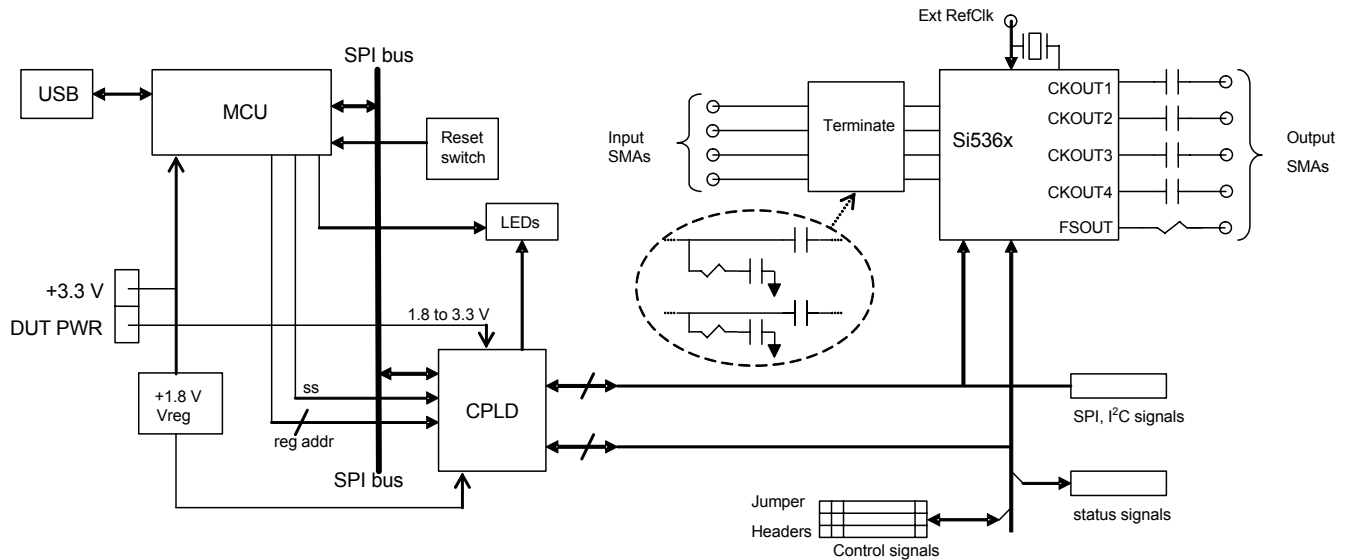 Ext RefClk
SPI bus
USB
MCU
Reset
switch
LEDs
+3.3 V
DUT PWR
1.8 to 3.3 V
+1.8 V
Vreg
ss
reg addr
CPLD
SPI bus
Input
SMAs
Terminate
Si536x
CKOUT1
CKOUT2
CKOUT3
CKOUT4
FSOUT
Output
SMAs
SPI, I²C signals
status signals
Jumper
Headers
Control signals